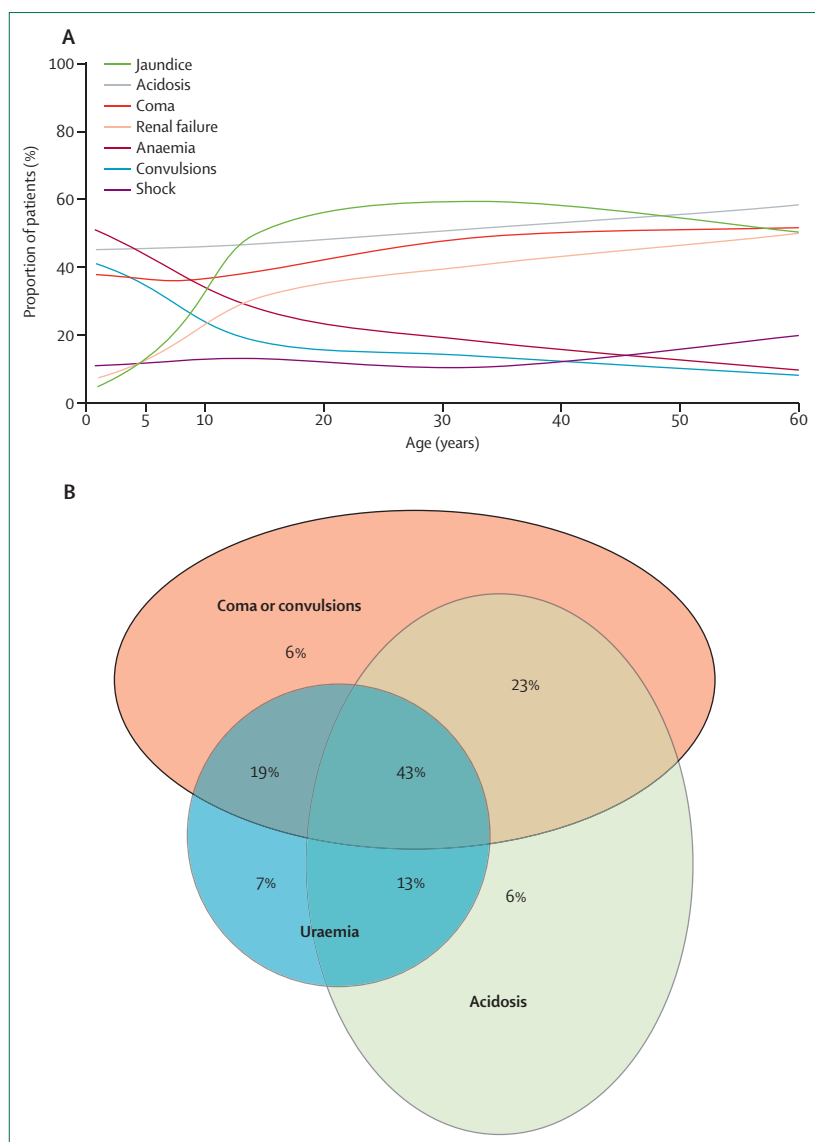 A
100
80
60
40
20
0
Proportion of patients (%)
Jaundice
Acidosis
Coma
Renal failure
Anaemia
Convulsions
Shock
0 5 10 20 30 40 50 60
Age (years)
B
Coma or convulsions
6%
23%
19% 43%
7% 13% 6%
Uraemia
Acidosis